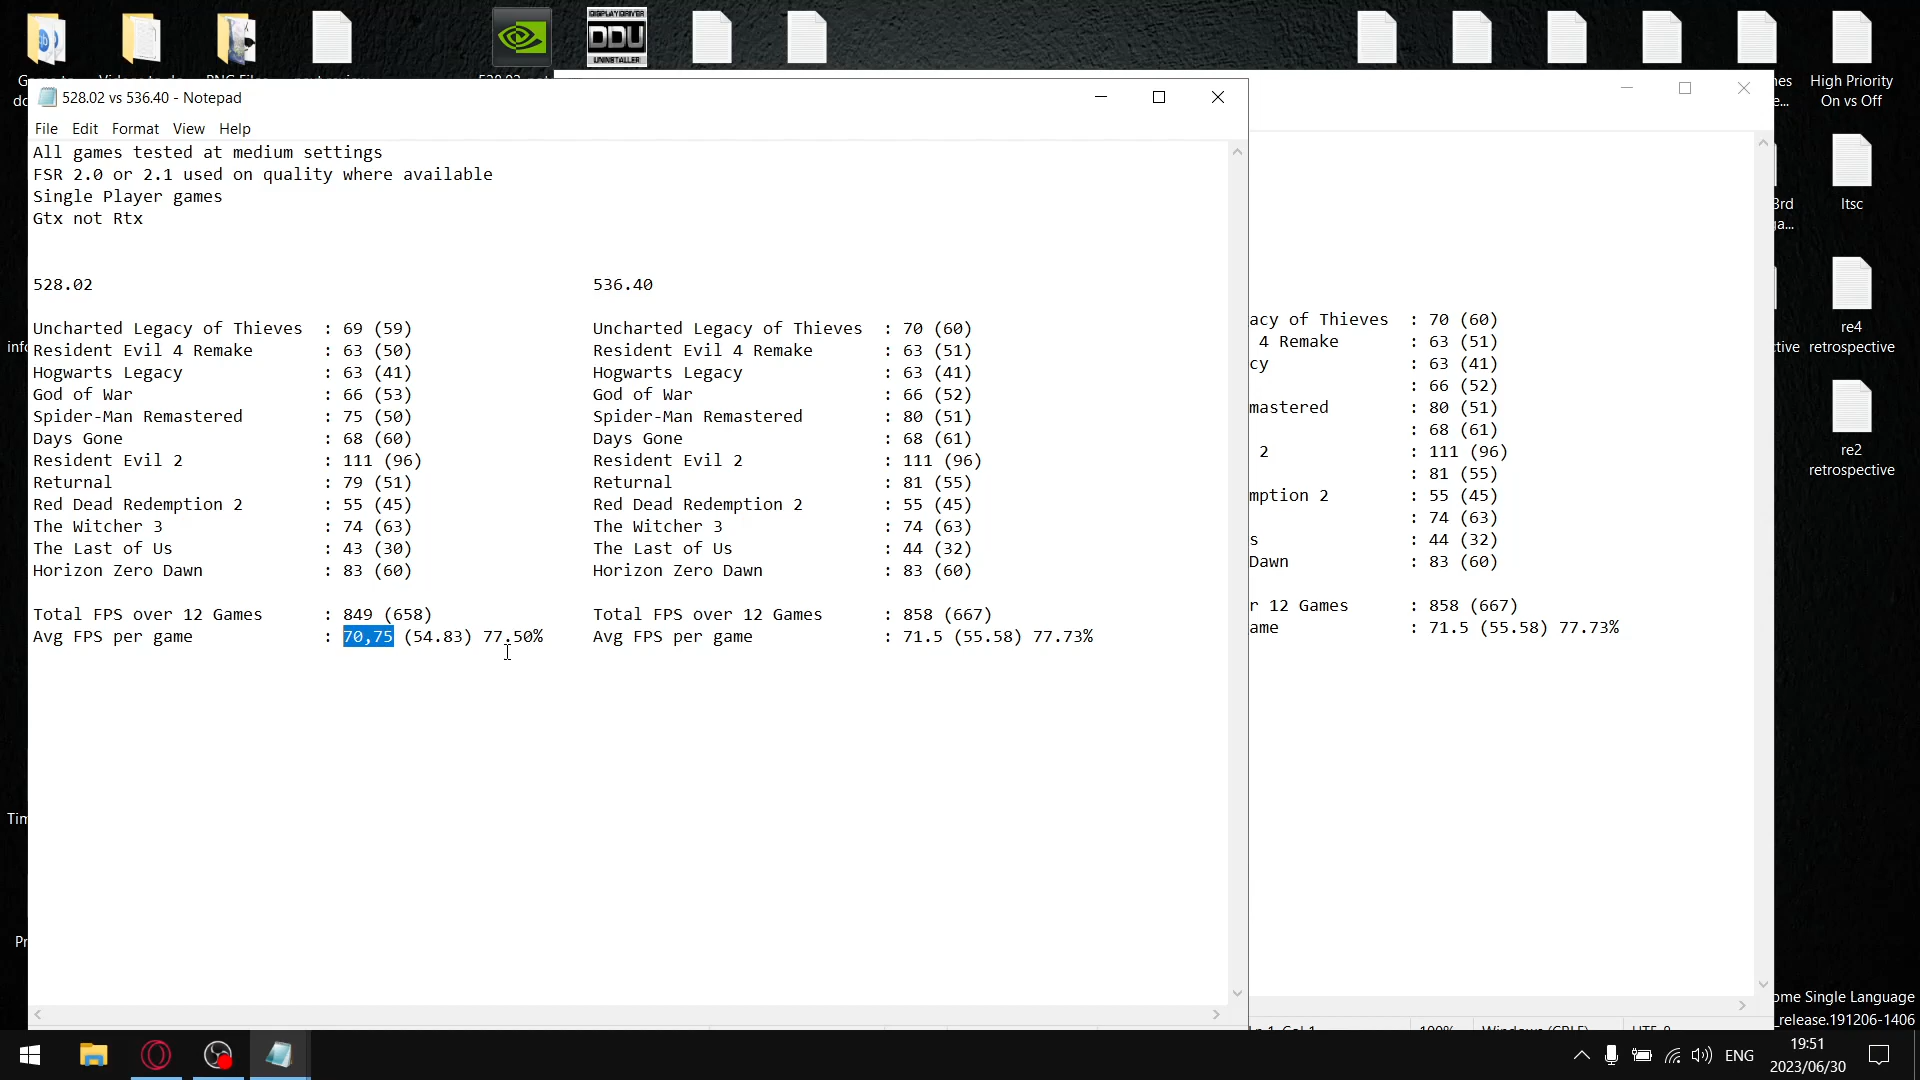 DISPLAY DRIVER
DDU
UNINSTALLER
High Priority
On vs Off
ltsc
re4
retrospective
re2
retrospective
528.02 vs 536.40 - Notepad
File Edit Format View Help
All games tested at medium settings
FSR 2.0 or 2.1 used on quality where available
Single Player games
Gtx not Rtx
528.02 536.40
Uncharted Legacy of Thieves : 69 (59) Uncharted Legacy of Thieves : 70 (60)
Resident Evil 4 Remake : 63 (50) Resident Evil 4 Remake : 63 (51)
Hogwarts Legacy : 63 (41) Hogwarts Legacy : 63 (41)
God of War : 66 (53) God of War : 66 (52)
Spider-Man Remastered : 75 (50) Spider-Man Remastered : 80 (51)
Days Gone : 68 (60) Days Gone : 68 (61)
Resident Evil 2 : 111 (96) Resident Evil 2 : 111 (96)
Returnal : 79 (51) Returnal : 81 (55)
Red Dead Redemption 2 : 55 (45) Red Dead Redemption 2 : 55 (45)
The Witcher 3 : 74 (63) The Witcher 3 : 74 (63)
The Last of Us : 43 (30) The Last of Us : 44 (32)
Horizon Zero Dawn : 83 (60) Horizon Zero Dawn : 83 (60)
Total FPS over 12 Games : 849 (658) Total FPS over 12 Games : 858 (667)
Avg FPS per game : 70,75 (54.83) 77.50% Avg FPS per game : 71.5 (55.58) 77.73%
acy of Thieves : 70 (60)
4 Remake : 63 (51)
cy : 63 (41)
: 66 (52)
mastered : 80 (51)
: 68 (61)
2 : 111 (96)
: 81 (55)
mption 2 : 55 (45)
: 74 (63)
s : 44 (32)
Dawn : 83 (60)
r 12 Games : 858 (667)
ame : 71.5 (55.58) 77.73%
ome Single Language
_release.191206-1406
ENG
19:51
2023/06/30